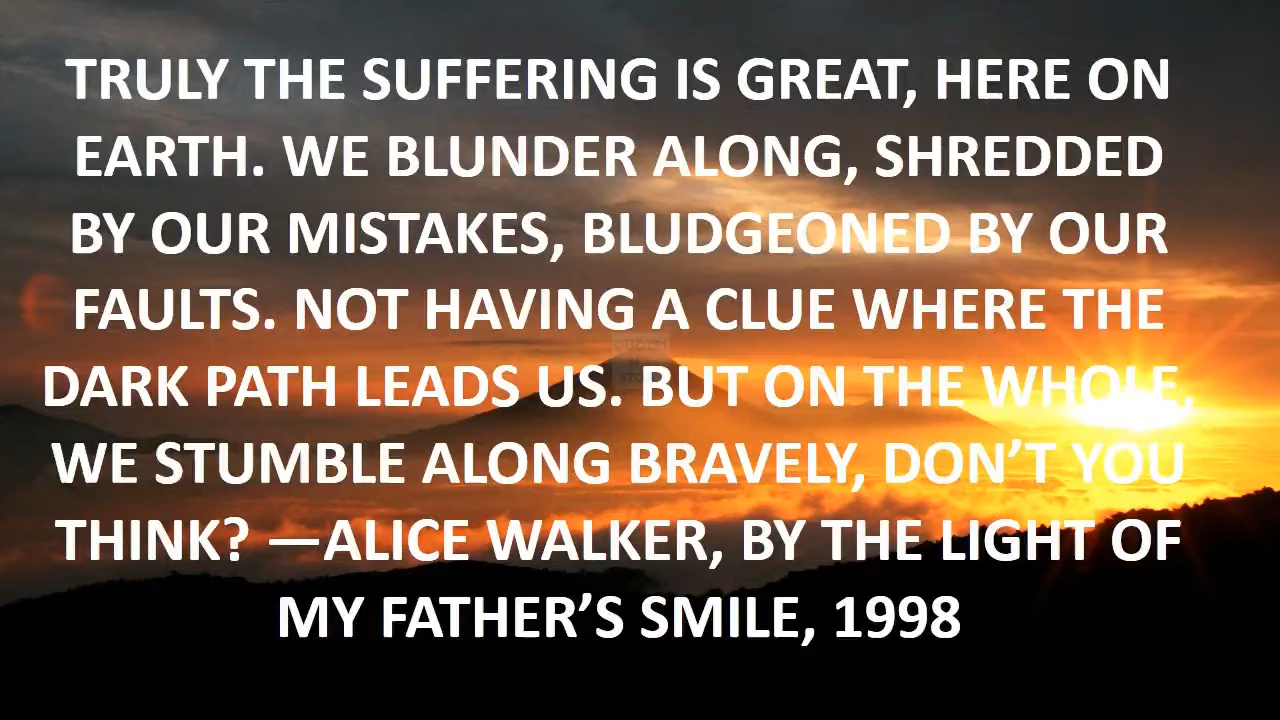 TRULY THE SUFFERING IS GREAT, HERE ON
EARTH. WE BLUNDER ALONG, SHREDDED
BY OUR MISTAKES, BLUDGEONED BY OUR
FAULTS. NOT HAVING A CLUE WHERE THE
DARK PATH LEADS US. BUT ON THE WHOLE,
WE STUMBLE ALONG BRAVELY, DON’T YOU
THINK? —ALICE WALKER, BY THE LIGHT OF
MY FATHER’S SMILE, 1998